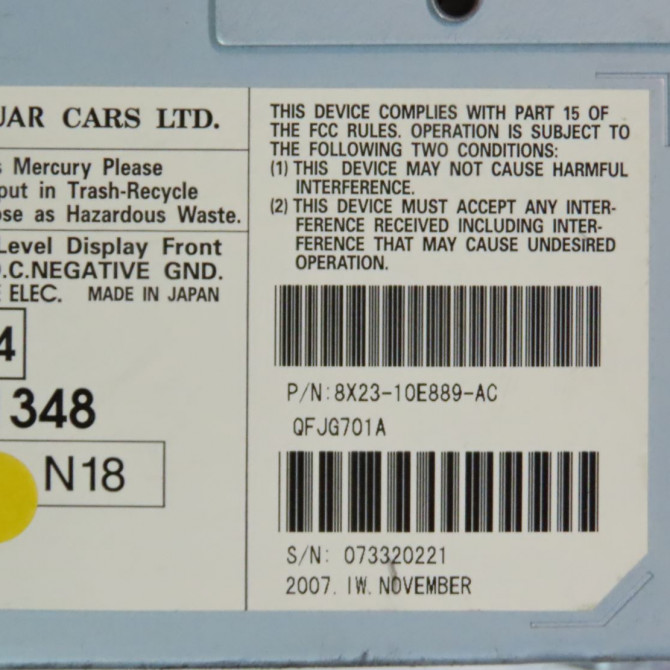 UAR CARS LTD.
s Mercury Please
put in Trash-Recycle
ose as Hazardous Waste.
Level Display Front
.C.NEGATIVE GND.
E ELEC. MADE IN JAPAN
4
1348
N18
THIS DEVICE COMPLIES WITH PART 15 OF
THE FCC RULES. OPERATION IS SUBJECT TO
THE FOLLOWING TWO CONDITIONS:
(1) THIS DEVICE MAY NOT CAUSE HARMFUL
INTERFERENCE.
(2) THIS DEVICE MUST ACCEPT ANY INTER-
FERENCE RECEIVED INCLUDING INTER-
FERENCE THAT MAY CAUSE UNDESIRED
OPERATION.
P/N:8X23-10E889-AC
QFJG701A
S/N: 073320221
2007. IW. NOVEMBER